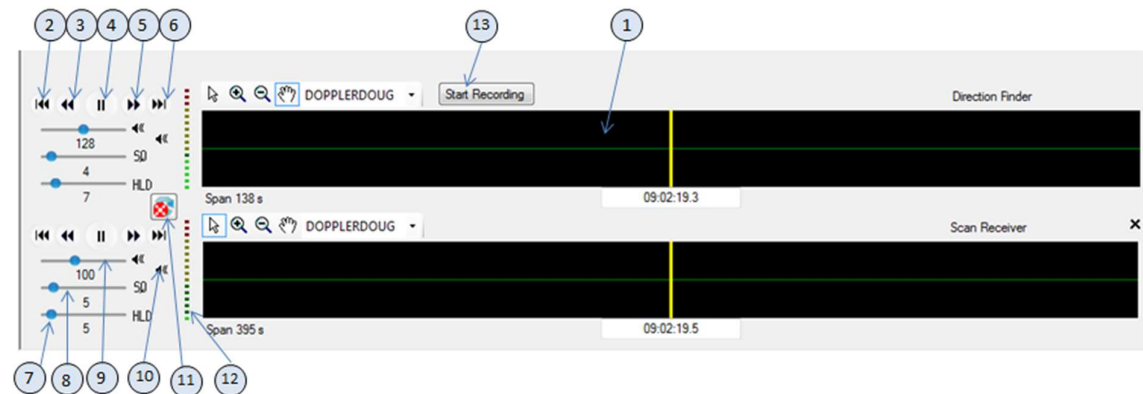 2 3 4 5 6 13 1
DOPPLERDOUG Start Recording Direction Finder
128
SQ
4
HLD
7
Span 138 s 09:02:19.3
DOPPLERDOUG Scan Receiver
100
SQ
5
HLD
5
Span 395 s 09:02:19.5
7 8 9 10 11 12